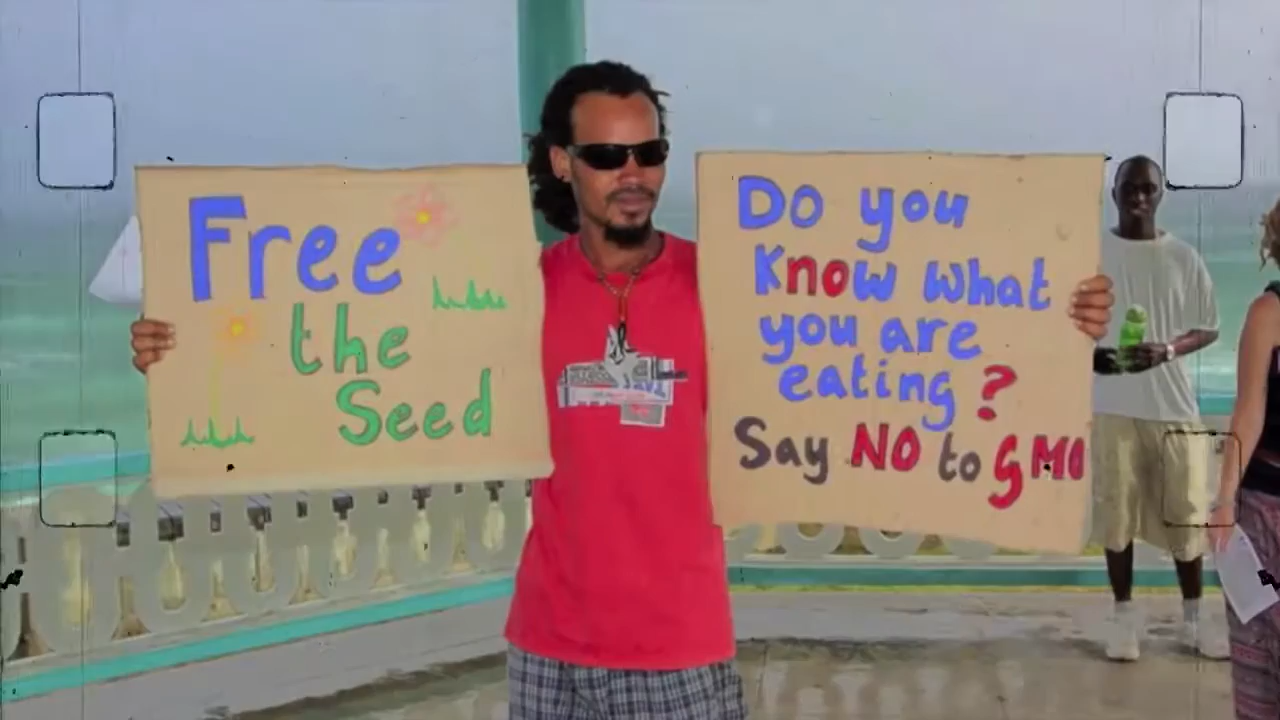 Free
the
Seed
Do you
Know what
you are
eating?
Say NO to GMO